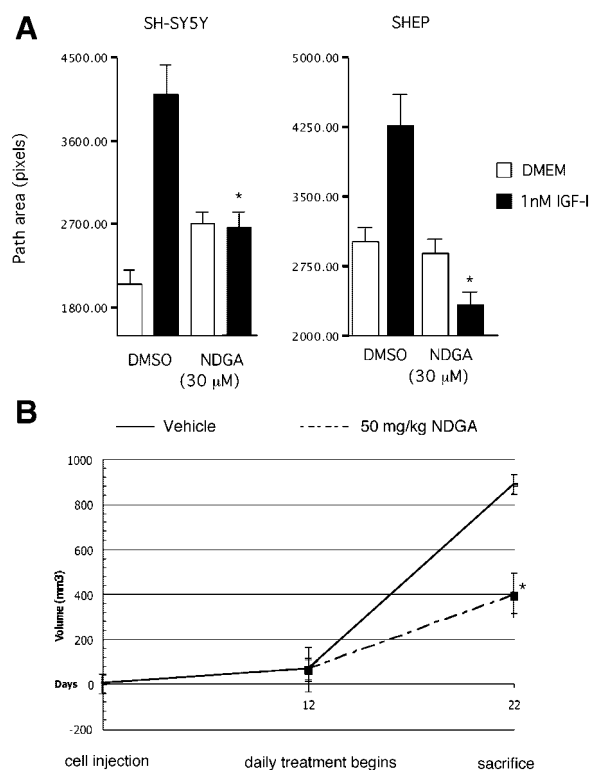 A
SH-SY5Y
SHEP
Path area (pixels)
4500.00
3600.00
2700.00
1800.00
*
DMSO
NDGA
(30 µM)
5000.00
4250.00
3500.00
2750.00
2000.00
*
DMSO
NDGA
(30 µM)
DMEM
1nM IGF-I
B
Vehicle
50 mg/kg NDGA
Volume (mm3)
1000
800
600
400
200
0
-200
*
Days
12
22
cell injection
daily treatment begins
sacrifice